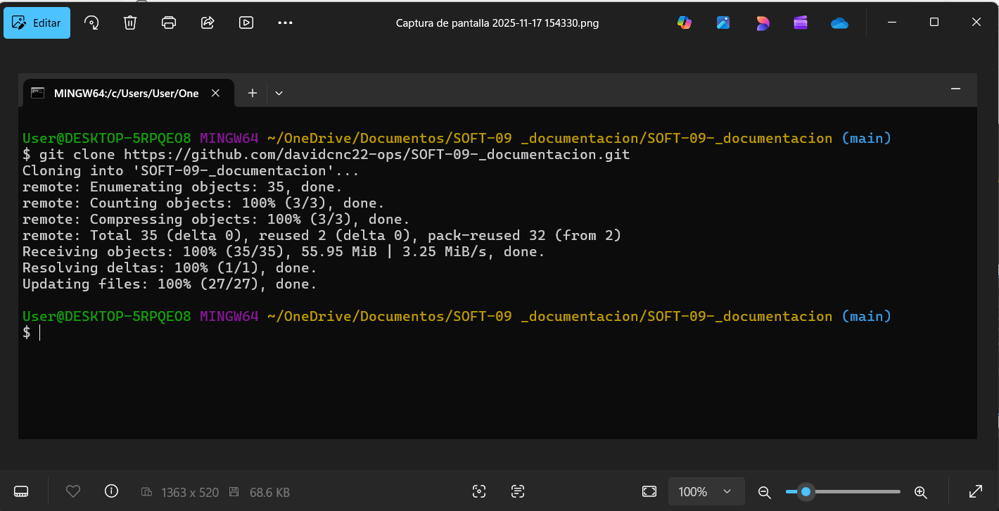 Editar
Captura de pantalla 2025-11-17 154330.png
MINGW64:/c/Users/User/One
User@DESKTOP-5RPQEO8 MINGW64 ~/OneDrive/Documentos/SOFT-09 _documentacion/SOFT-09-_documentacion (main)
$ git clone https://github.com/davidcnc22-ops/SOFT-09-_documentacion.git
Cloning into 'SOFT-09-_documentacion'...
remote: Enumerating objects: 35, done.
remote: Counting objects: 100% (3/3), done.
remote: Compressing objects: 100% (3/3), done.
remote: Total 35 (delta 0), reused 2 (delta 0), pack-reused 32 (from 2)
Receiving objects: 100% (35/35), 55.95 MiB | 3.25 MiB/s, done.
Resolving deltas: 100% (1/1), done.
Updating files: 100% (27/27), done.
User@DESKTOP-5RPQEO8 MINGW64 ~/OneDrive/Documentos/SOFT-09 _documentacion/SOFT-09-_documentacion (main)
$
1363 x 520 68.6 KB 100%